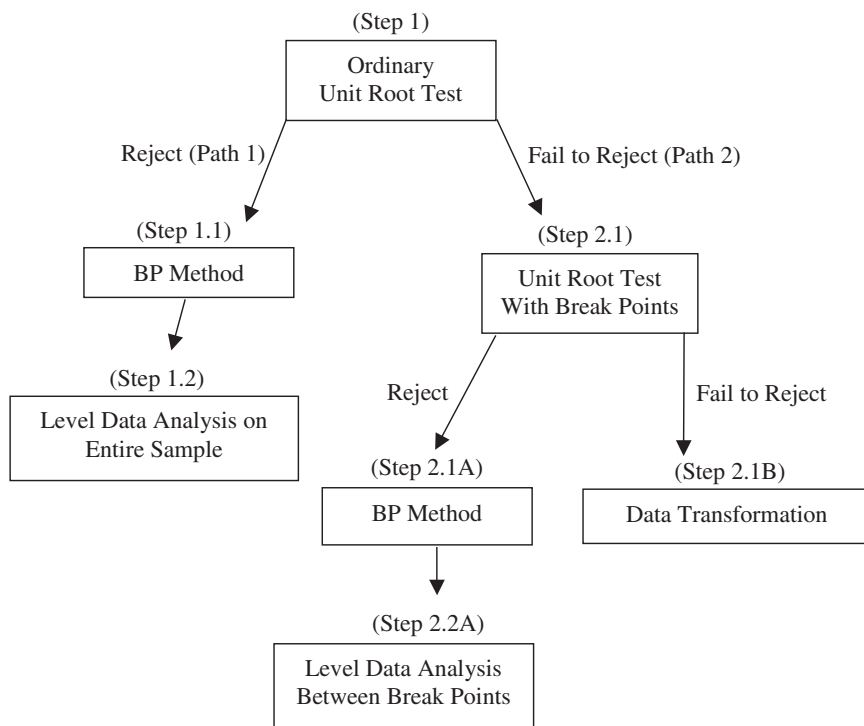 (Step 1)
Ordinary
Unit Root Test
Reject (Path 1)
Fail to Reject (Path 2)
(Step 1.1)
BP Method
(Step 2.1)
Unit Root Test
With Break Points
(Step 1.2)
Level Data Analysis on
Entire Sample
Reject
Fail to Reject
(Step 2.1A)
BP Method
(Step 2.1B)
Data Transformation
(Step 2.2A)
Level Data Analysis
Between Break Points